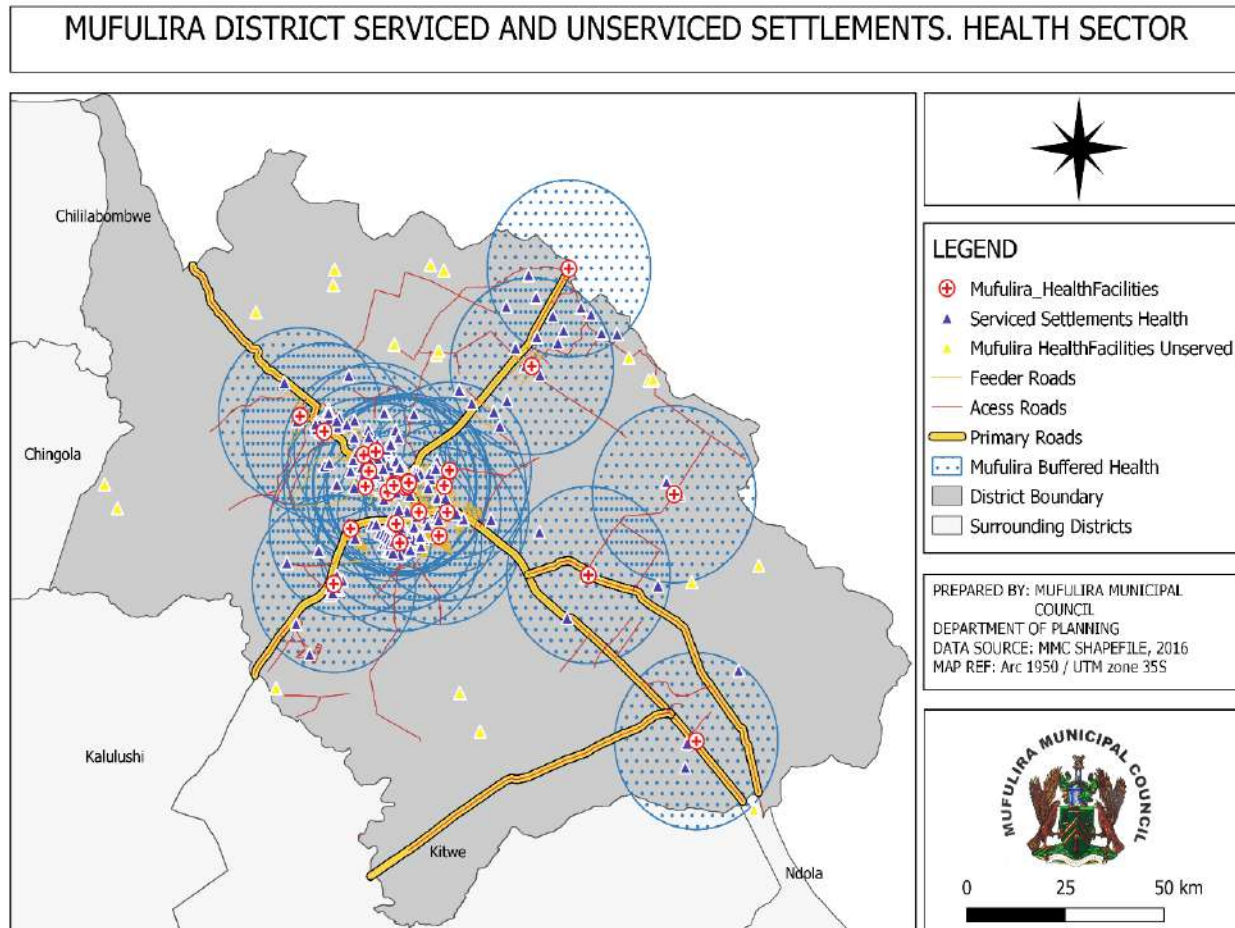 MUFULIRA DISTRICT SERVICED AND UNSERVICED SETTLEMENTS. HEALTH SECTOR
Chililabombwe
Chingola
Kalulushi
Kitwe
Ndola
LEGEND
Mufulira_HealthFacilities
Serviced Settlements Health
Mufulira HealthFacilities Unserved
Feeder Roads
Acess Roads
Primary Roads
Mufulira Buffered Health
District Boundary
Surrounding Districts
PREPARED BY: MUFULIRA MUNICIPAL
COUNCIL
DEPARTMENT OF PLANNING
DATA SOURCE: MMC SHAPEFILE, 2016
MAP REF: Arc 1950 / UTM zone 35S
MUFULIRA MUNICIPAL COUNCIL
0 25 50 km